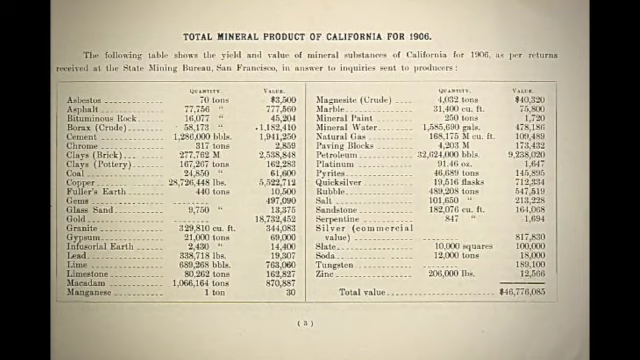 TOTAL MINERAL PRODUCT OF CALIFORNIA FOR 1906.
The following table shows the yield and value of mineral substances of California for 1906, as per returns
received at the State Mining Bureau, San Francisco, in answer to inquiries sent to producers:
QUANTITY. VALUE.
Asbestos 70 tons $3,500
Asphalt 77,756 " 777,560
Bituminous Rock 16,077 " 45,204
Borax (Crude) 58,173 " 1,182,410
Cement 1,286,000 bbls. 1,941,250
Chrome 317 tons 2,859
Clays (Brick) 277,762 M 2,538,848
Clays (Pottery) 167,267 tons 162,283
Coal 24,850 " 61,600
Copper 28,726,448 lbs. 5,522,712
Fuller's Earth 440 tons 10,500
Gems 497,090
Glass Sand 9,750 " 13,375
Gold 18,732,452
Granite 329,810 cu. ft. 344,083
Gypsum 21,000 tons 69,000
Infusorial Earth 2,430 " 14,400
Lead 338,718 lbs. 19,307
Lime 689,268 bbls. 763,060
Limestone 80,262 tons 162,827
Macadam 1,066,164 tons 870,887
Manganese 1 ton 30
QUANTITY. VALUE.
Magnesite (Crude) 4,032 tons $40,320
Marble 31,400 cu. ft. 75,800
Mineral Paint 250 tons 1,720
Mineral Water 1,585,690 gals. 478,186
Natural Gas 168,175 M cu. ft. 109,489
Paving Blocks 4,203 M 173,432
Petroleum 32,624,000 bbls. 9,238,020
Platinum 91.46 oz. 1,647
Pyrites 46,689 tons 145,895
Quicksilver 19,516 flasks 712,334
Rubble 489,208 tons 547,519
Salt 101,650 " 213,228
Sandstone 182,076 cu. ft. 164,068
Serpentine 847 " 1,694
Silver (commercial
value) 817,830
Slate 10,000 squares 100,000
Soda 12,000 tons 18,000
Tungsten 189,100
Zinc 206,000 lbs. 12,566
Total value $46,776,085
( 3 )